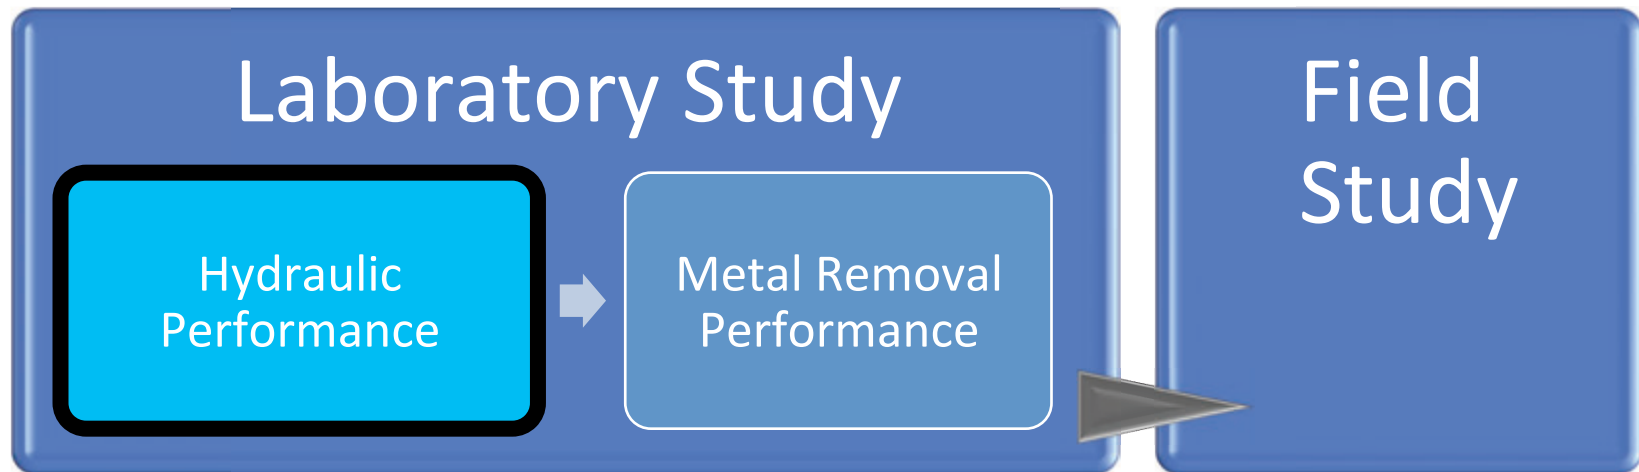 Laboratory Study
Hydraulic
Performance
Metal Removal
Performance
Field
Study